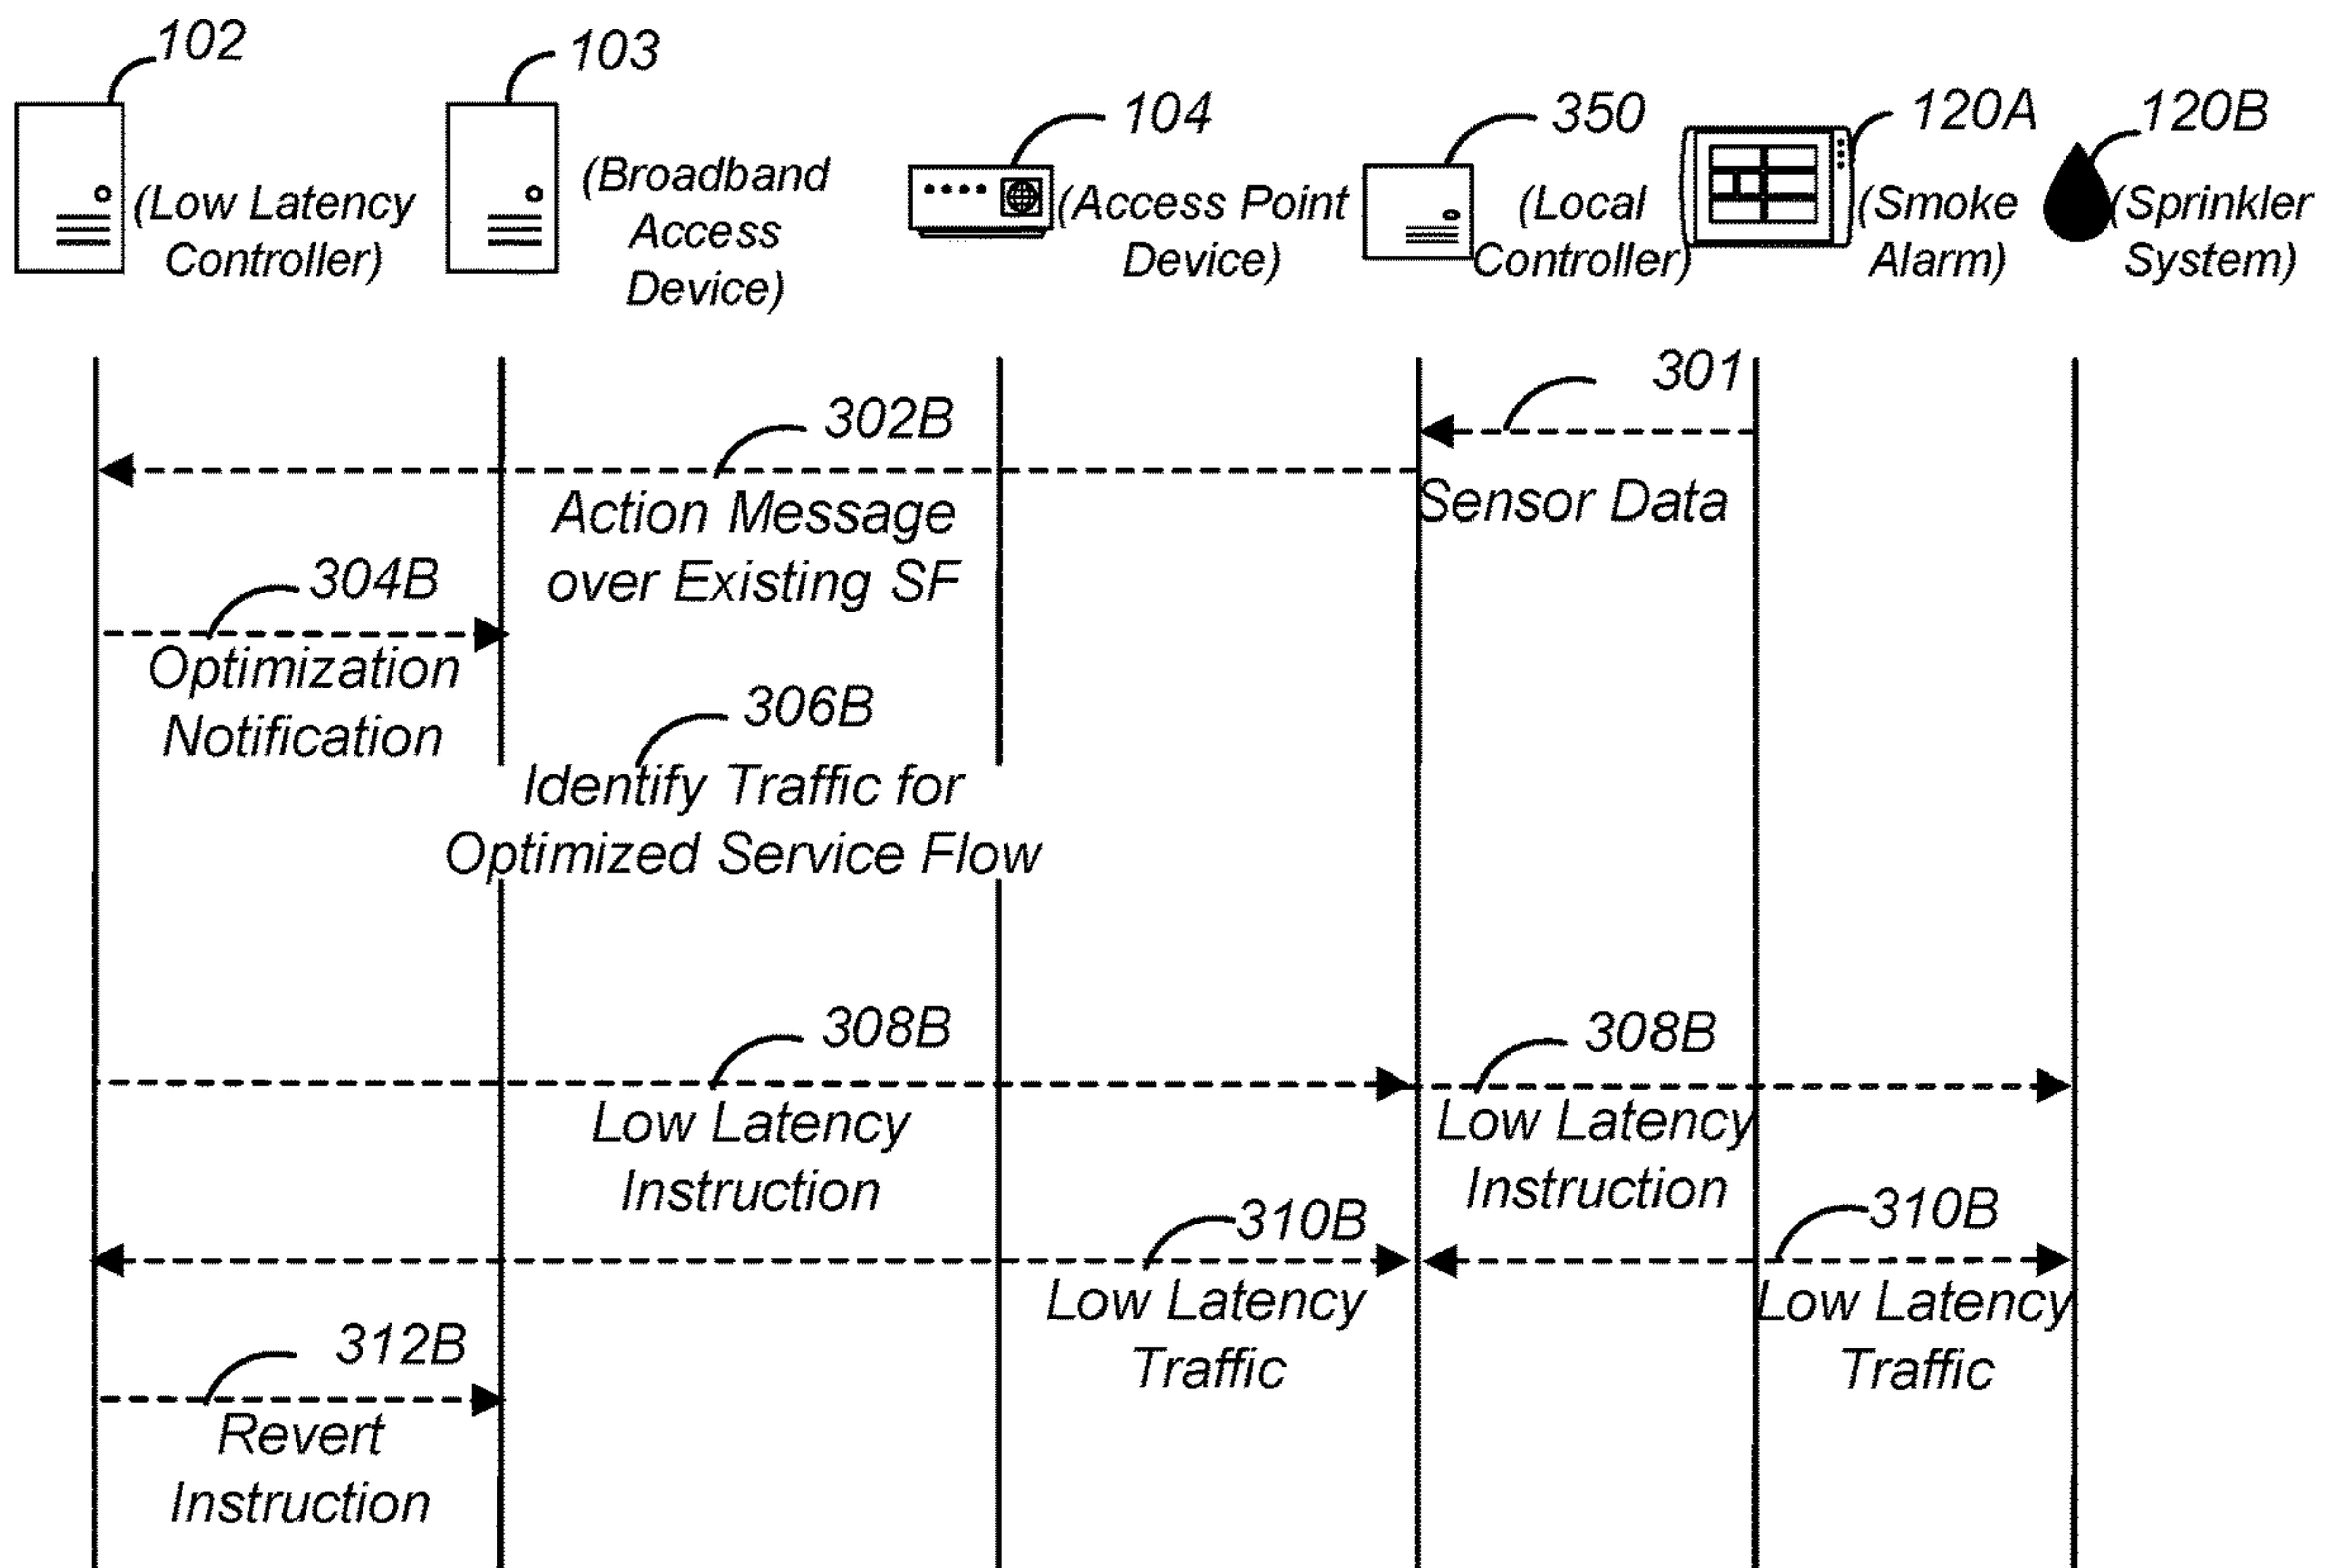 102
103
104
350
120A
120B
(Low Latency
Controller)
(Broadband
Access
Device)
(Access Point
Device)
(Local
Controller)
(Smoke
Alarm)
(Sprinkler
System)
301
Sensor Data
302B
Action Message
over Existing SF
304B
Optimization
Notification
306B
Identify Traffic for
Optimized Service Flow
308B
Low Latency
Instruction
308B
Low Latency
Instruction
310B
Low Latency
Traffic
310B
Low Latency
Traffic
312B
Revert
Instruction